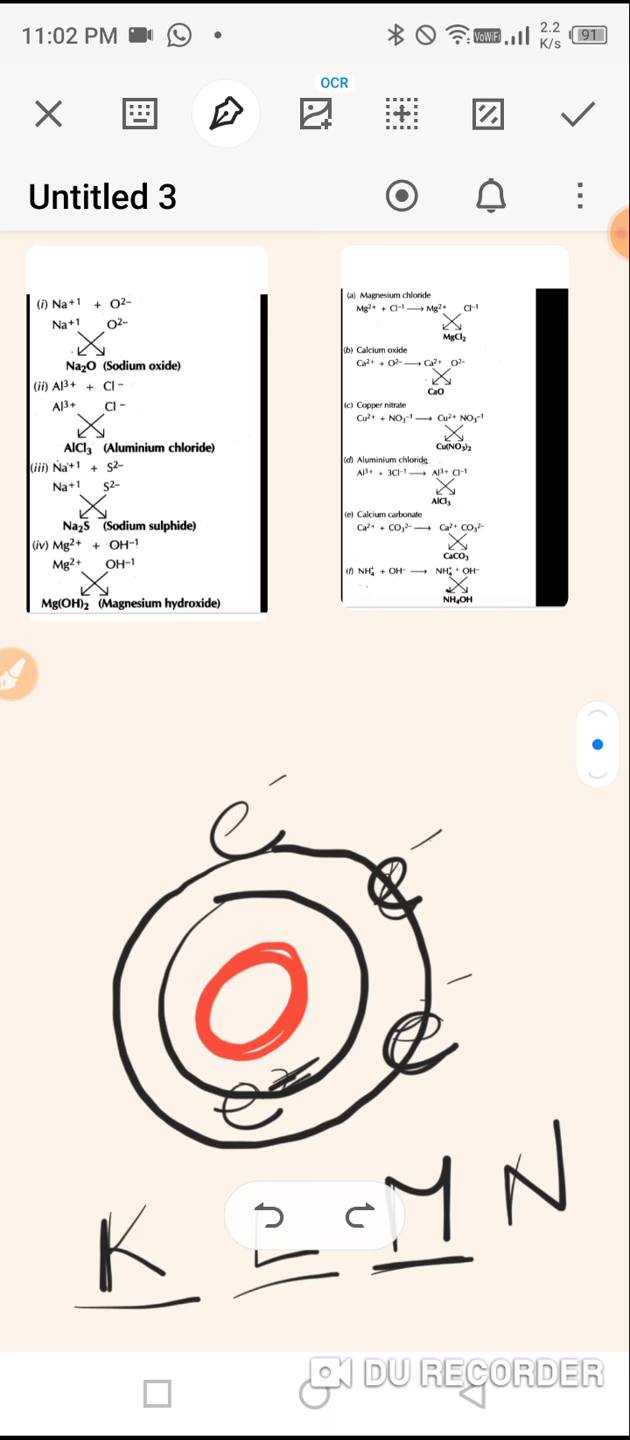 11:02 PM
VoWiFi 2.2 K/s 91
OCR
Untitled 3
(i) Na⁺¹ + O²⁻
Na⁺¹ O²⁻
Na₂O (Sodium oxide)
(ii) Al³⁺ + Cl⁻
Al³⁺ Cl⁻
AlCl₃ (Aluminium chloride)
(iii) Na⁺¹ + S²⁻
Na⁺¹ S²⁻
Na₂S (Sodium sulphide)
(iv) Mg²⁺ + OH⁻¹
Mg²⁺ OH⁻¹
Mg(OH)₂ (Magnesium hydroxide)
(a) Magnesium chloride
Mg²⁺ + Cl⁻¹ ⟶ Mg²⁺ Cl⁻¹
MgCl₂
(b) Calcium oxide
Ca²⁺ + O²⁻ ⟶ Ca²⁺ O²⁻
CaO
(c) Copper nitrate
Cu²⁺ + NO₃⁻¹ ⟶ Cu²⁺ NO₃⁻¹
Cu(NO₃)₂
(d) Aluminium chloride
Al³⁺ + 3Cl⁻¹ ⟶ Al³⁺ Cl⁻¹
AlCl₃
(e) Calcium carbonate
Ca²⁺ + CO₃²⁻ ⟶ Ca²⁺ CO₃²⁻
CaCO₃
(f) NH₄⁺ + OH⁻ ⟶ NH₄⁺ OH⁻
NH₄OH
e⁻
e⁻
e⁻
e
K L M N
DU RECORDER